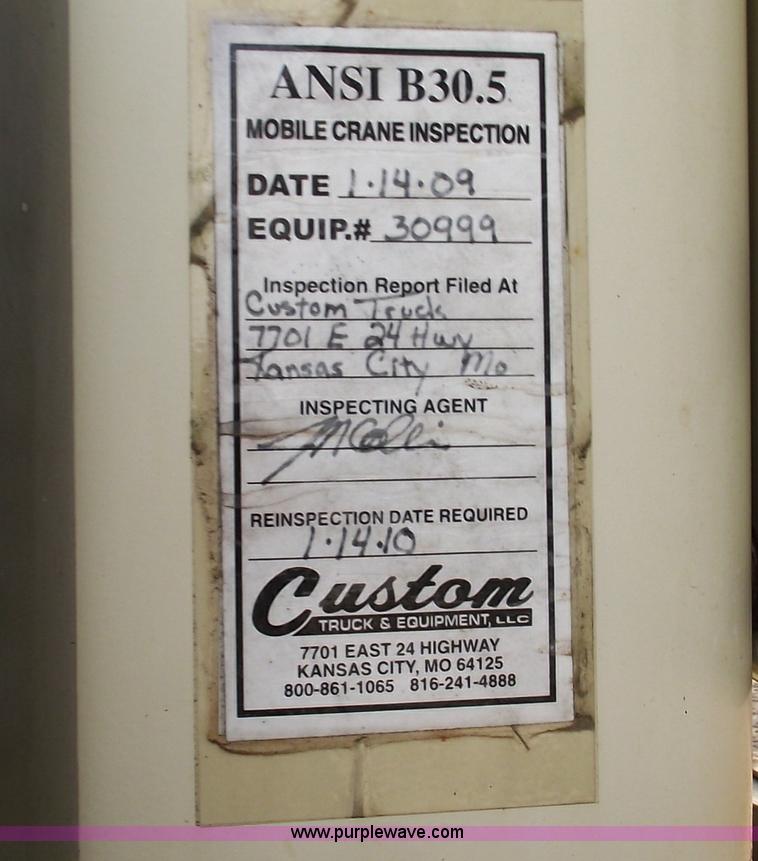 ANSI B30.5
MOBILE CRANE INSPECTION
DATE 1·14·09
EQUIP.# 30999
Inspection Report Filed At
Custom Truck
7701 E 24 Hwy
Kansas City Mo
INSPECTING AGENT
REINSPECTION DATE REQUIRED
1·14·10
Custom
TRUCK & EQUIPMENT, LLC
7701 EAST 24 HIGHWAY
KANSAS CITY, MO 64125
800-861-1065 816-241-4888
www.purplewave.com